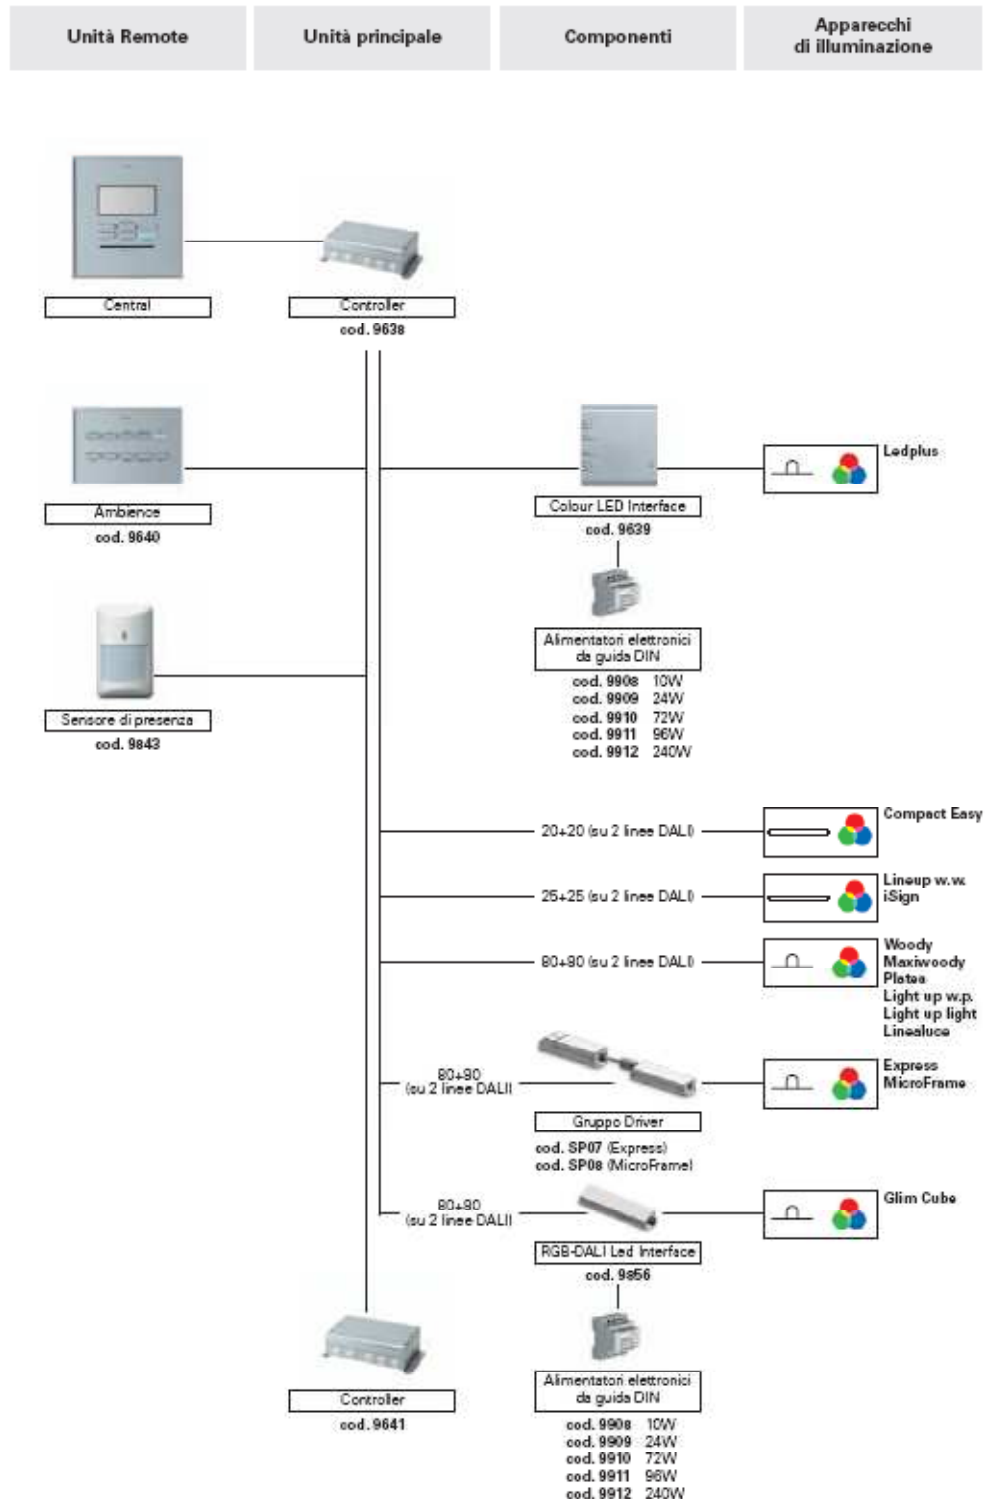 Unità Remote
Unità principale
Componenti
Apparecchi
di illuminazione
Central
Controller
cod. 9638
Ambience
cod. 9640
Colour LED Interface
cod. 9639
Ledplus
Alimentatori elettronici
da guida DIN
cod. 9908 10W
cod. 9909 24W
cod. 9910 72W
cod. 9911 96W
cod. 9912 240W
Sensore di presenza
cod. 9843
20+20 (su 2 linee DALI)
Compact Easy
25+25 (su 2 linee DALI)
Lineup w.w.
iSign
80+80 (su 2 linee DALI)
Woody
Maxiwoody
Platea
Light up w.p.
Light up light
Linealuce
80+80
(su 2 linee DALI)
Express
MicroFrame
Gruppo Driver
cod. SP07 (Express)
cod. SP08 (MicroFrame)
80+80
(su 2 linee DALI)
Glim Cube
RGB-DALI Led Interface
cod. 9856
Controller
cod. 9641
Alimentatori elettronici
da guida DIN
cod. 9908 10W
cod. 9909 24W
cod. 9910 72W
cod. 9911 96W
cod. 9912 240W